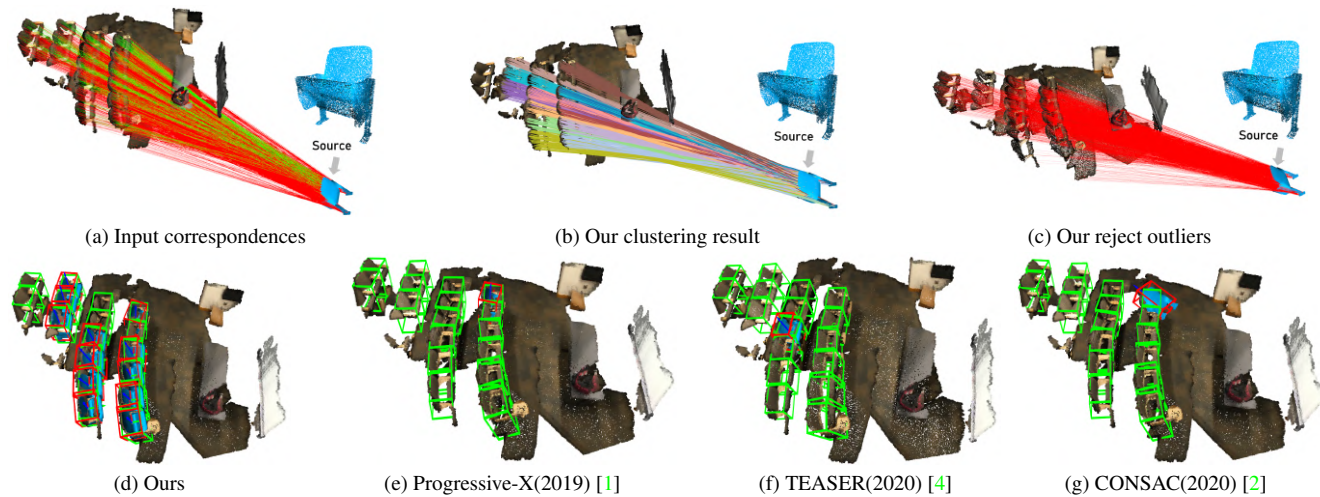 Source
Source
Source
(a) Input correspondences
(b) Our clustering result
(c) Our reject outliers
(d) Ours
(e) Progressive-X(2019) [1]
(f) TEASER(2020) [4]
(g) CONSAC(2020) [2]